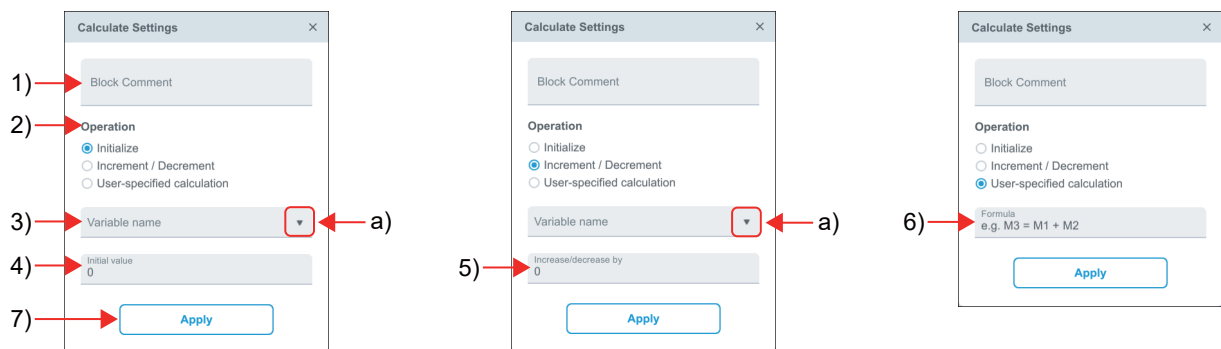 Calculate Settings ×
1) Block Comment
2) Operation
Initialize
Increment / Decrement
User-specified calculation
3) Variable name a)
4) Initial value
0
7) Apply
Calculate Settings ×
Block Comment
Operation
Initialize
Increment / Decrement
User-specified calculation
Variable name a)
5) Increase/decrease by
0
Apply
Calculate Settings ×
Block Comment
Operation
Initialize
Increment / Decrement
User-specified calculation
6) Formula
e.g. M3 = M1 + M2
Apply